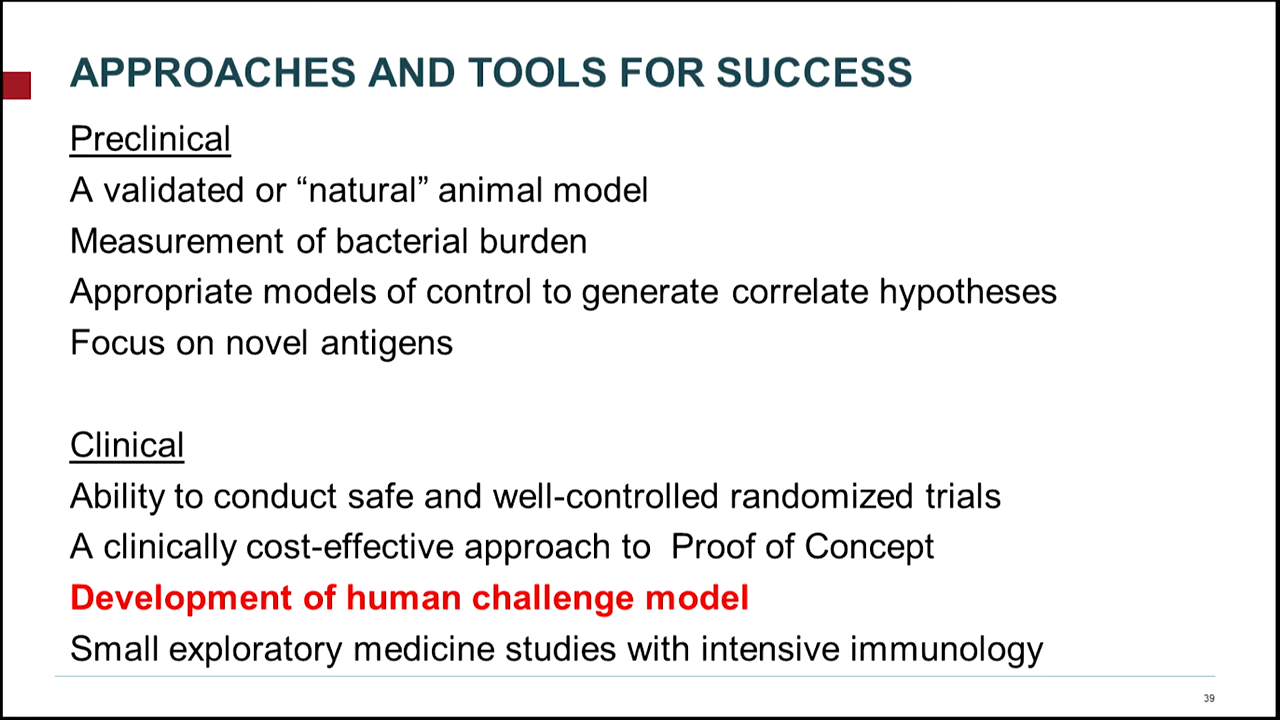 APPROACHES AND TOOLS FOR SUCCESS
Preclinical
A validated or “natural” animal model
Measurement of bacterial burden
Appropriate models of control to generate correlate hypotheses
Focus on novel antigens
Clinical
Ability to conduct safe and well-controlled randomized trials
A clinically cost-effective approach to  Proof of Concept
Development of human challenge model
Small exploratory medicine studies with intensive immunology
39